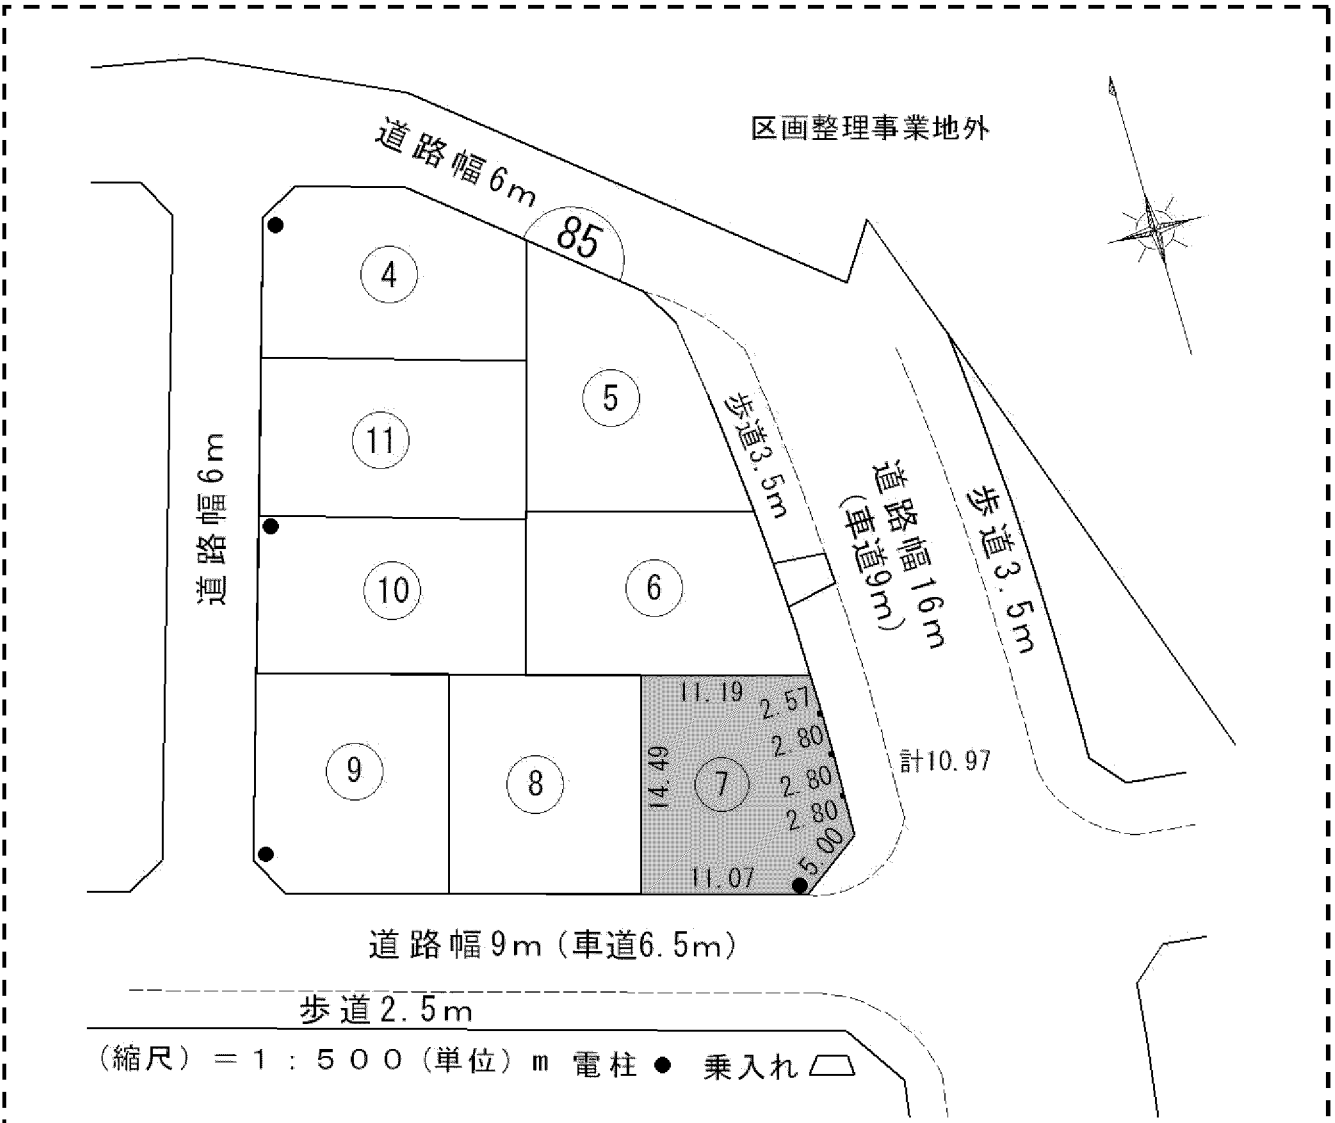 区画整理事業地外
道路幅6m
85
4
5
11
歩道3.5m
道路幅6m
道路幅16m
(車道9m)
歩道3.5m
10
6
11.19
2.57
2.80
2.80
2.80
14.49
7
計10.97
9
8
5.00
11.07
道路幅9m(車道6.5m)
歩道2.5m
(縮尺)=1:500(単位)m 電柱● 乗入れ